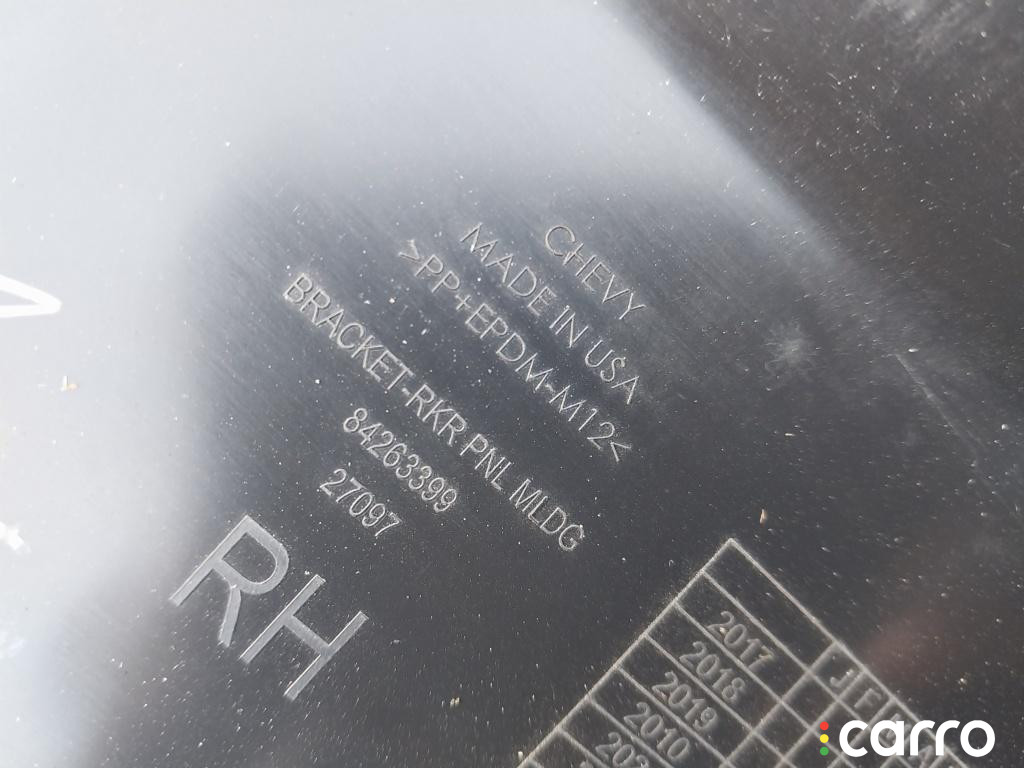 CHEVY
MADE IN USA
>PP+EPDM-M12<
BRACKET-RKR PNL MLDG
84263399
27097
RH
2017
2018
2019
2010
J F
carro